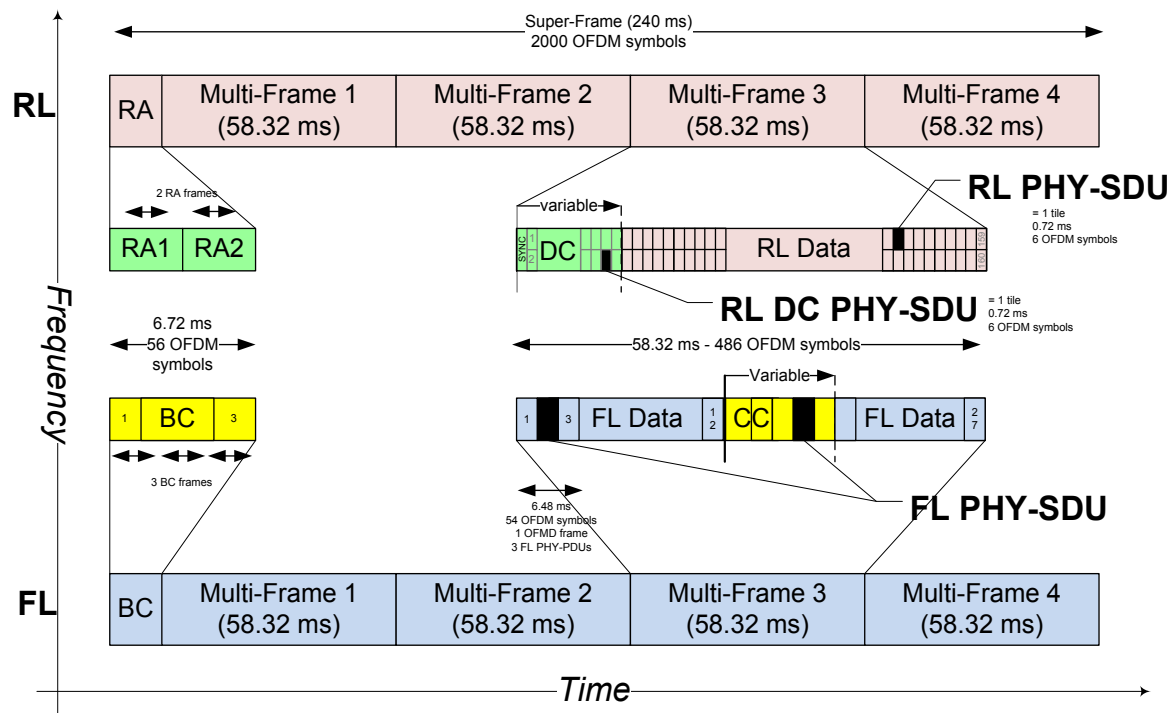 Super-Frame (240 ms)
2000 OFDM symbols
RL
RA
Multi-Frame 1
(58.32 ms)
Multi-Frame 2
(58.32 ms)
Multi-Frame 3
(58.32 ms)
Multi-Frame 4
(58.32 ms)
2 RA frames
variable
RL PHY-SDU
= 1 tile
0.72 ms
6 OFDM symbols
RA1
RA2
SYNC
1
2
DC
RL Data
159
160
RL DC PHY-SDU
= 1 tile
0.72 ms
6 OFDM symbols
Frequency
6.72 ms
56 OFDM
symbols
58.32 ms - 486 OFDM symbols
Variable
1
BC
3
1
3
FL Data
1
2
CC
FL Data
2
7
3 BC frames
6.48 ms
54 OFDM symbols
1 OFMD frame
3 FL PHY-PDUs
FL PHY-SDU
FL
BC
Multi-Frame 1
(58.32 ms)
Multi-Frame 2
(58.32 ms)
Multi-Frame 3
(58.32 ms)
Multi-Frame 4
(58.32 ms)
Time